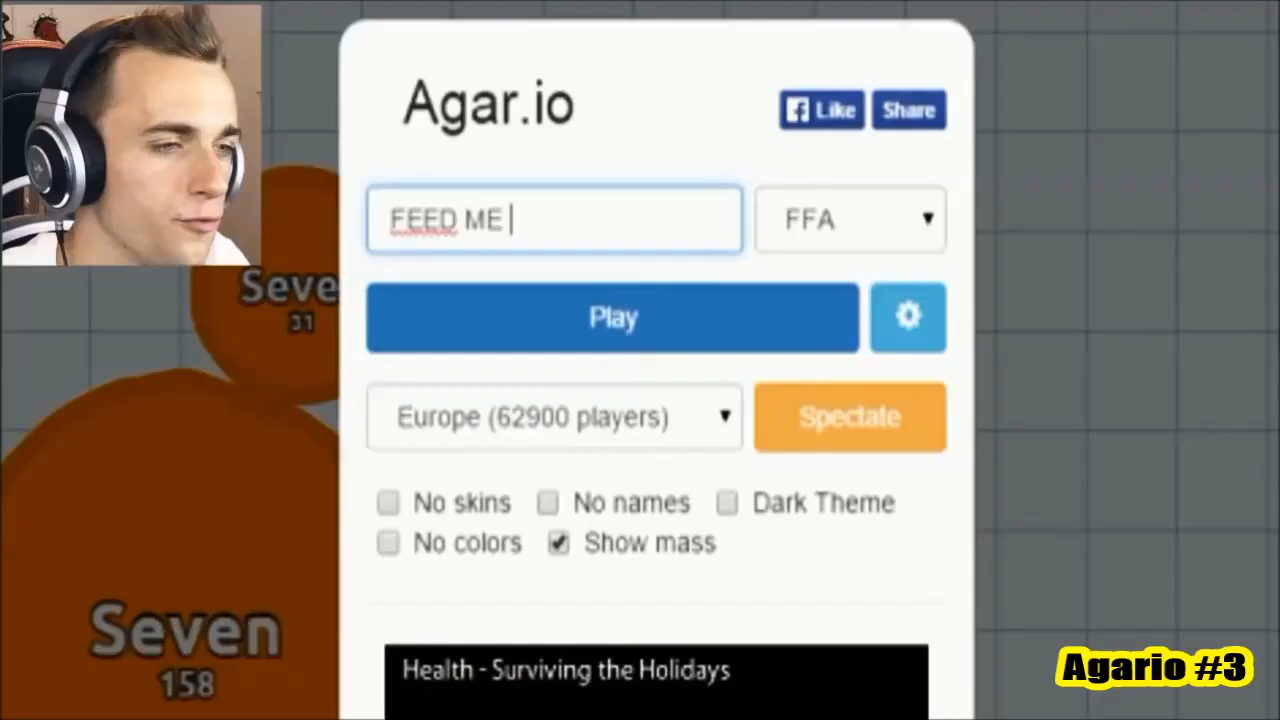 Agar.io
Like
Share
FEED ME
FFA
Play
Europe (62900 players)
Spectate
No skins
No names
Dark Theme
No colors
Show mass
Health - Surviving the Holidays
Seve
31
Seven
158
Agario #3